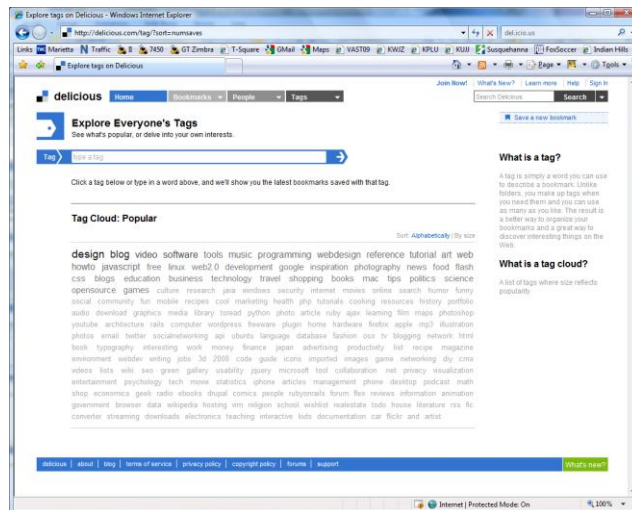 Explore tags on Delicious - Windows Internet Explorer
http://delicious.com/tag/?sort=numsaves
del.icio.us
Links Marietta Traffic 8 7450 GT Zimbra T-Square GMail Maps VAST09 KWIZ KPLU KUJJ Susquehanna FoxSoccer Indian Hills
Explore tags on Delicious
Page Tools
Join Now! What's New? Learn more Help Sign In
delicious Home Bookmarks People Tags
Search Delicious Search
Explore Everyone's Tags
See what's popular, or delve into your own interests.
Save a new bookmark
Tag type a tag
Click a tag below or type in a word above, and we'll show you the latest bookmarks saved with that tag.
Tag Cloud: Popular
Sort: Alphabetically | By size
design blog video software tools music programming webdesign reference tutorial art web
howto javascript free linux web2.0 development google inspiration photography news food flash
css blogs education business technology travel shopping books mac tips politics science
opensource games culture research java windows security internet movies online search humor funny
social community fun mobile recipes cool marketing health php tutorials cooking resources history portfolio
audio download graphics media library toread python photo article ruby ajax learning film maps photoshop
youtube architecture rails computer wordpress freeware plugin home hardware firefox apple mp3 illustration
photos email twitter socialnetworking api ubuntu language database fashion osx tv blogging network html
book typography interesting work money finance japan advertising productivity list recipe magazine
environment webdev writing jobs 3d 2008 code guide icons imported images game networking diy cms
videos lists wiki seo green gallery usability jquery microsoft tool collaboration .net privacy visualization
entertainment psychology tech movie statistics iphone articles management phone desktop podcast math
shop economics geek radio ebooks drupal comics people rubyonrails forum flex reviews information animation
government browser data wikipedia hosting vim religion school wishlist realestate todo house literature rss flic
converter streaming downloads electronics teaching interactive kids documentation car flickr and artist
What is a tag?
A tag is simply a word you can use
to describe a bookmark. Unlike
folders, you make up tags when
you need them and you can use
as many as you like. The result is
a better way to organize your
bookmarks and a great way to
discover interesting things on the
Web.
What is a tag cloud?
A list of tags where size reflects
popularity.
delicious | about | blog | terms of service | privacy policy | copyright policy | forums | support
What's new?
Internet | Protected Mode: On
100%